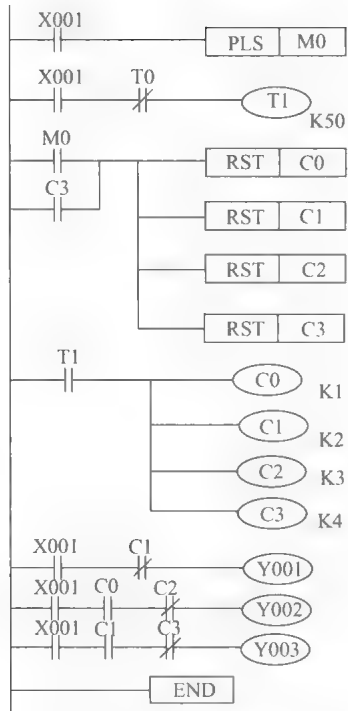 X001
PLS M0
X001 T0
T1
K50
M0
RST C0
C3
RST C1
RST C2
RST C3
T1
C0
K1
C1
K2
C2
K3
C3
K4
X001 C1
Y001
X001 C0 C2
Y002
X001 C1 C3
Y003
END